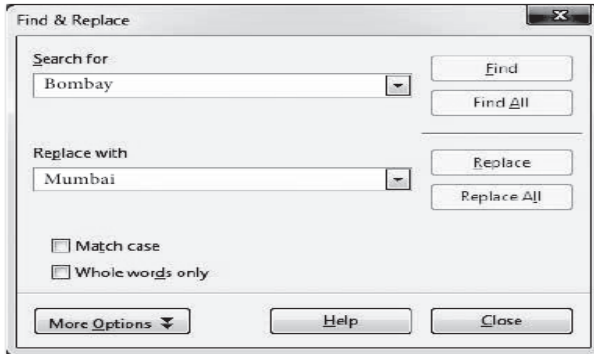 Find & Replace
Search for
Bombay
Find
Find All
Replace with
Mumbai
Replace
Replace All
Match case
Whole words only
More Options
Help
Close